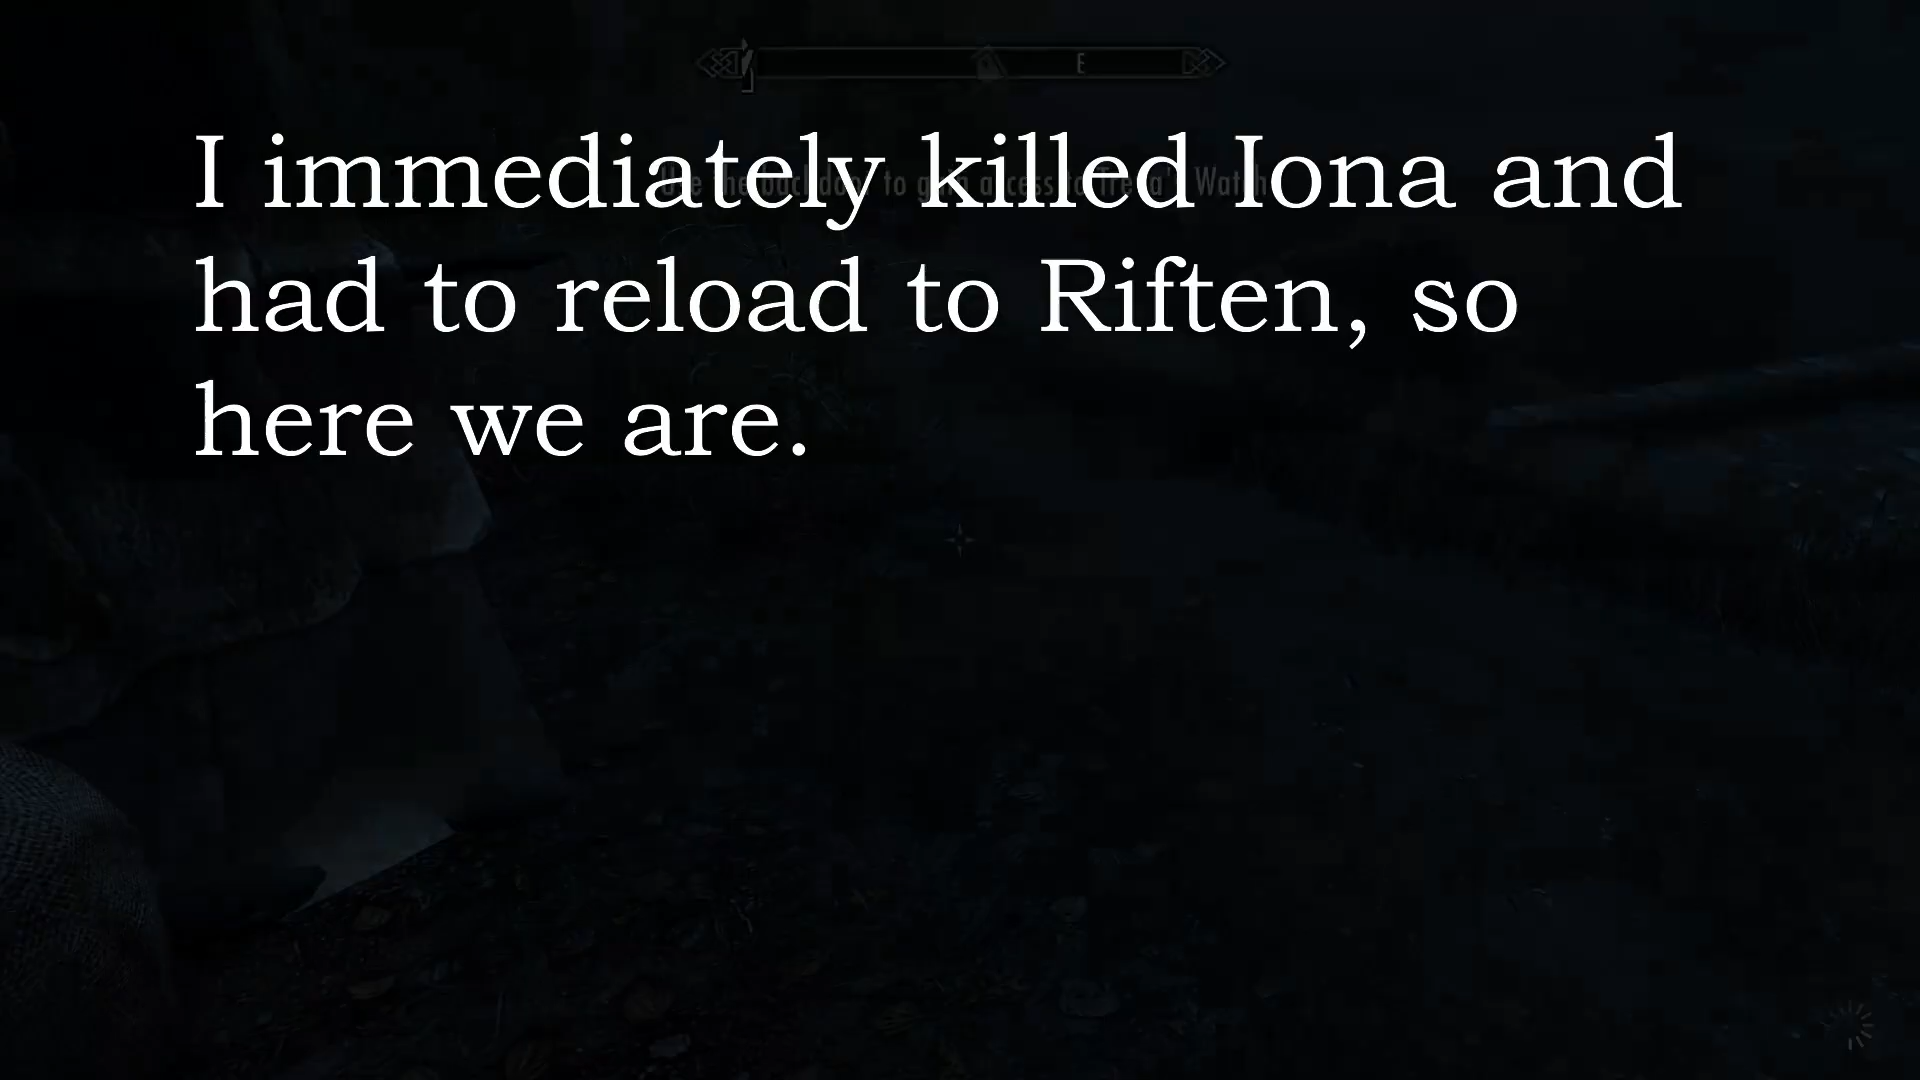 E
I immediately killed Iona and
had to reload to Riften, so
here we are.